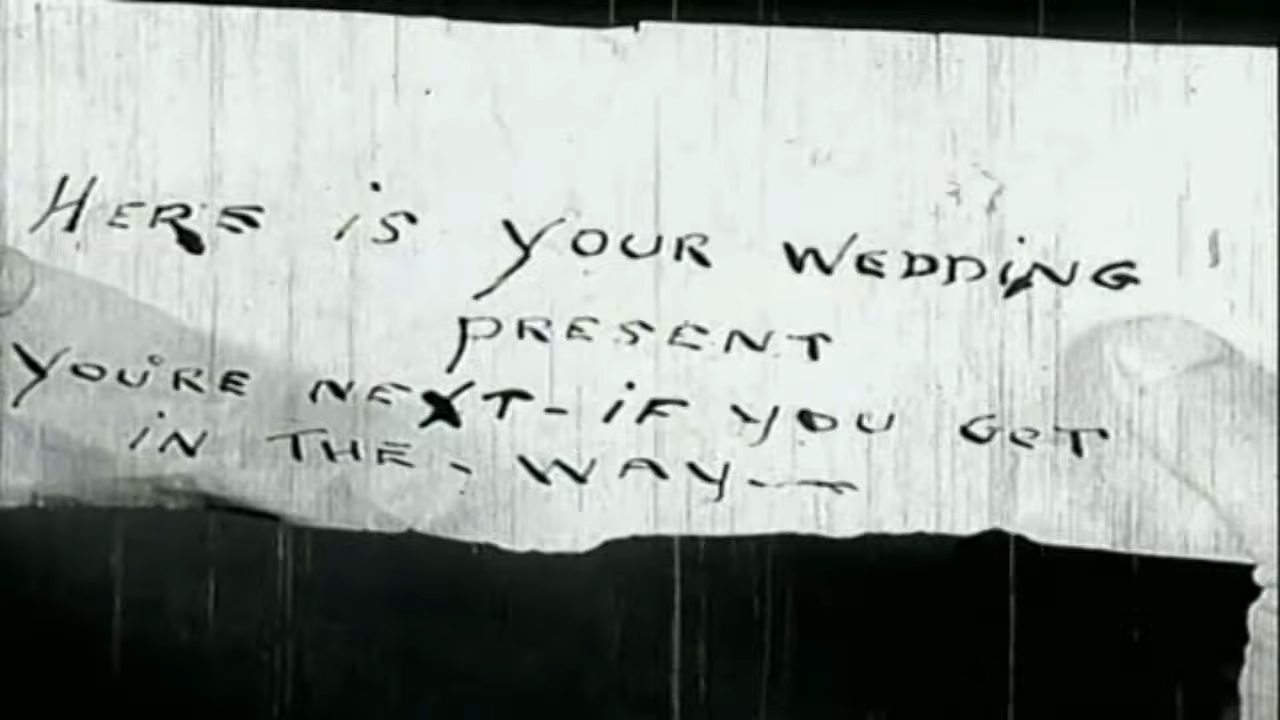 HERE iS YOUR WEDDiNG
PRESENT
YOU'RE NEXT - iF YOU GeT
iN THE - WAY -—